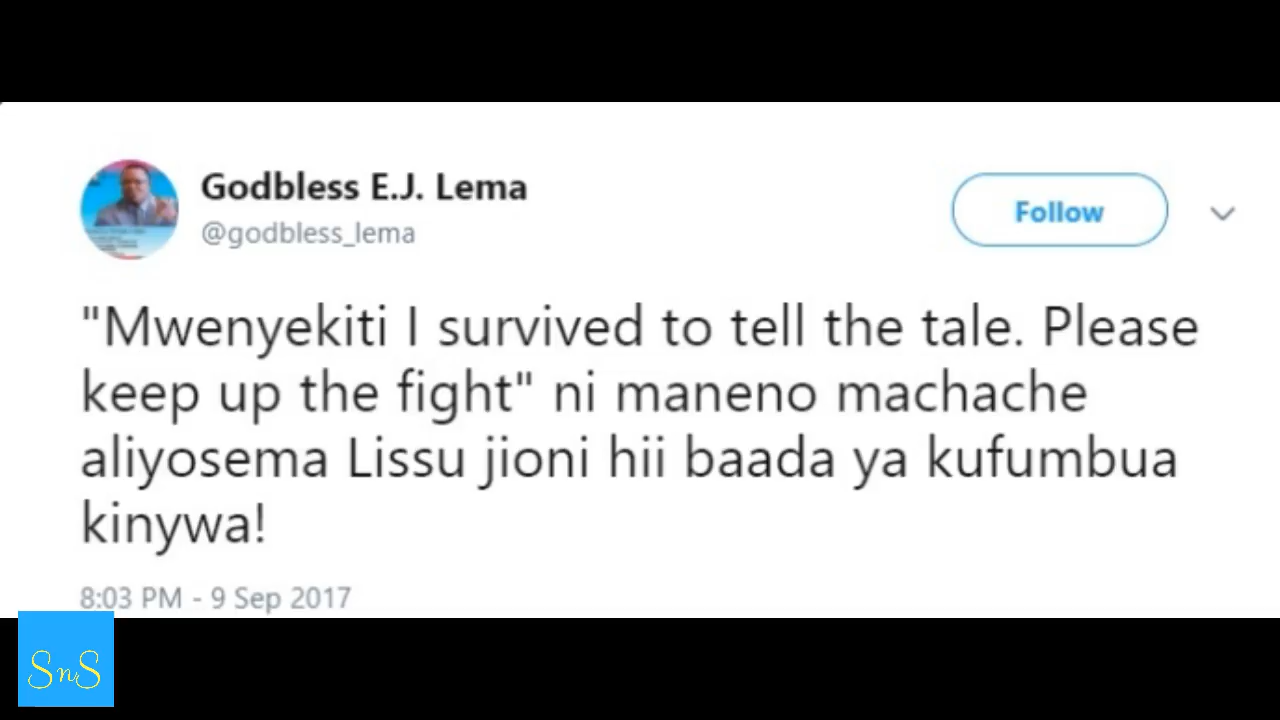 Godbless E.J. Lema
@godbless_lema
Follow
"Mwenyekiti I survived to tell the tale. Please
keep up the fight" ni maneno machache
aliyosema Lissu jioni hii baada ya kufumbua
kinywa!
8:03 PM - 9 Sep 2017
SnS